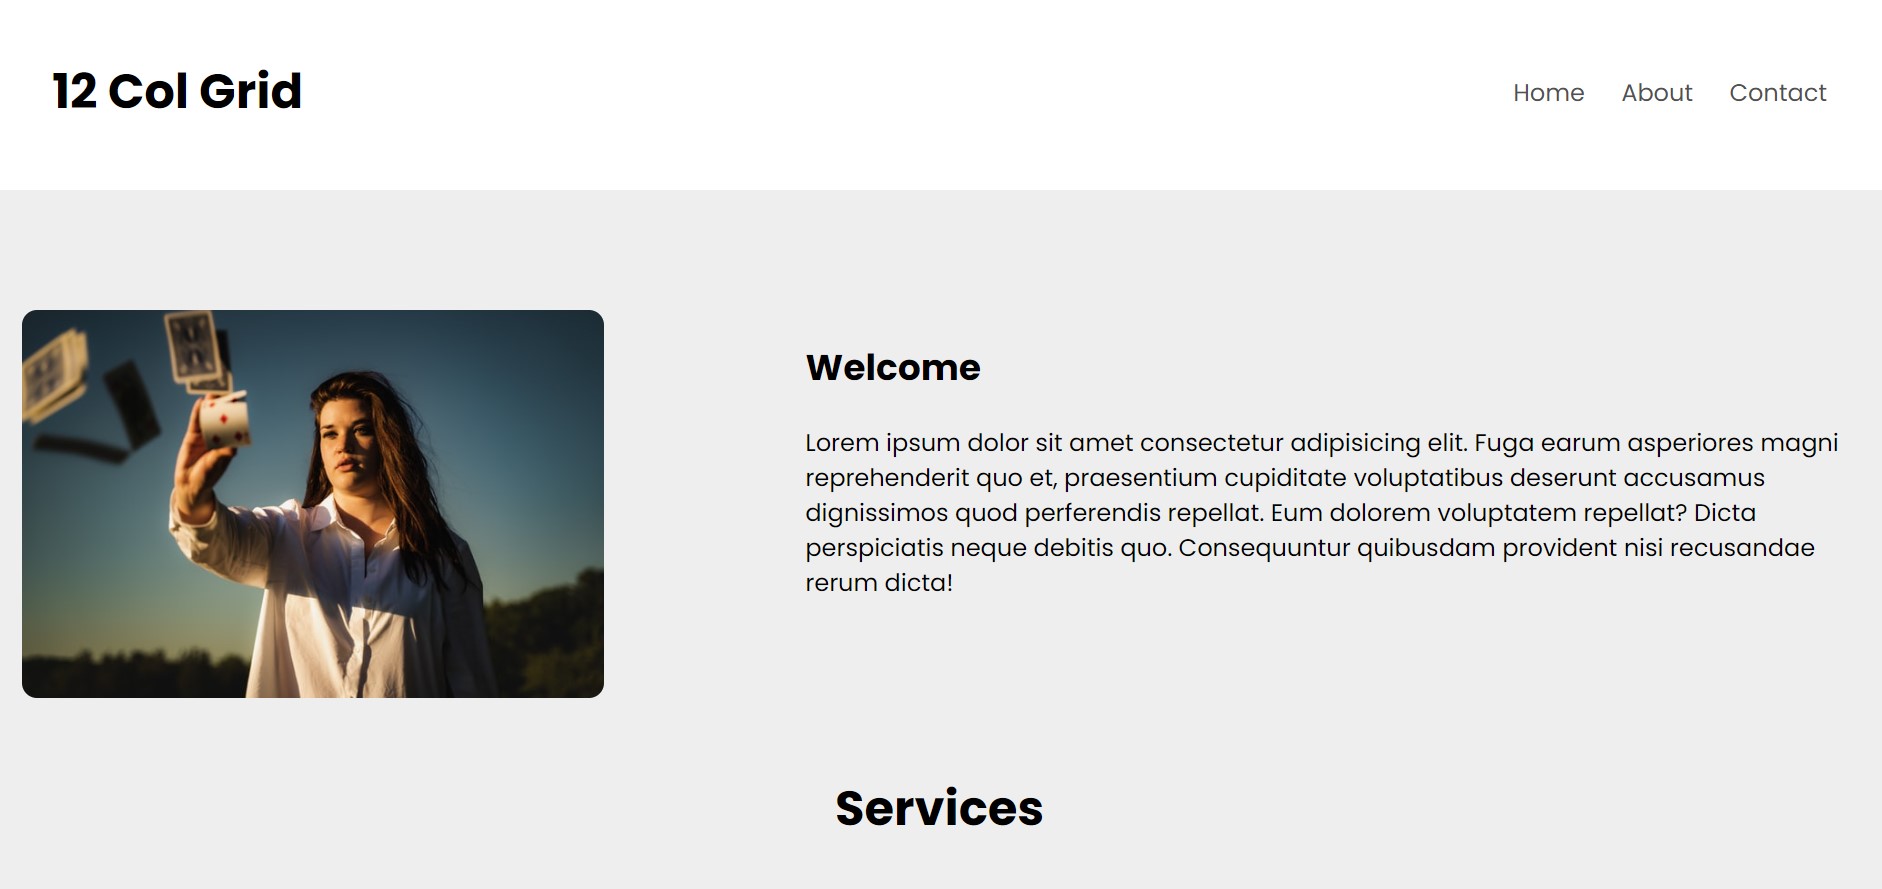 12 Col Grid
Home About Contact
Welcome
Lorem ipsum dolor sit amet consectetur adipisicing elit. Fuga earum asperiores magni
reprehenderit quo et, praesentium cupiditate voluptatibus deserunt accusamus
dignissimos quod perferendis repellat. Eum dolorem voluptatem repellat? Dicta
perspiciatis neque debitis quo. Consequuntur quibusdam provident nisi recusandae
rerum dicta!
Services